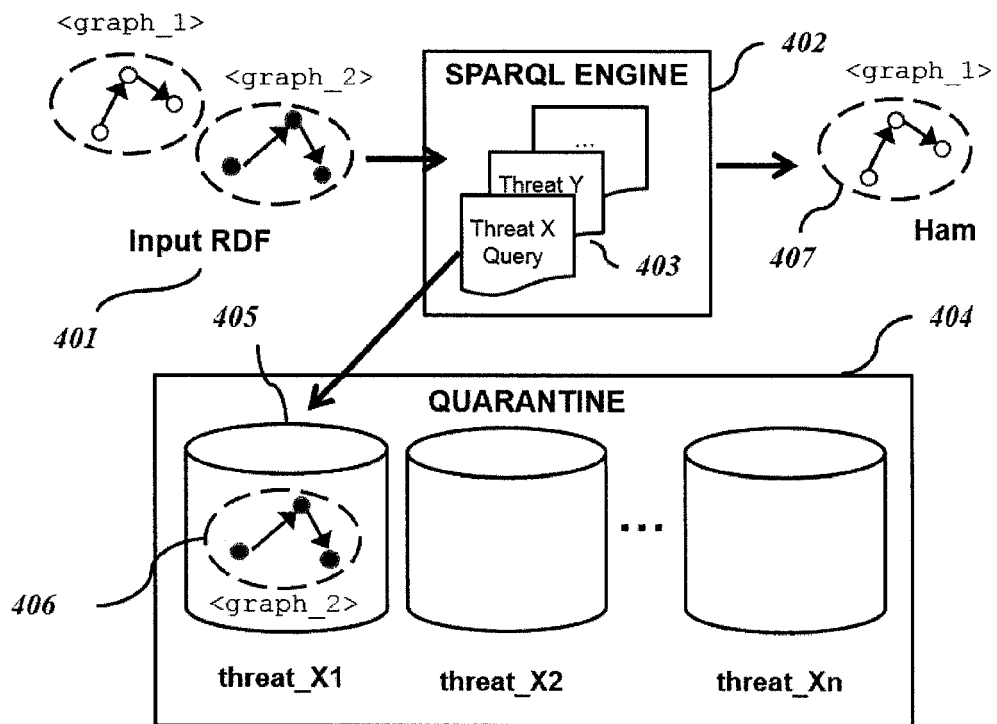 <graph_1>
<graph_2>
Input RDF
401
SPARQL ENGINE
402
...
Threat Y
Threat X
Query
403
<graph_1>
407
Ham
405
404
QUARANTINE
...
406
<graph_2>
threat_X1
threat_X2
threat_Xn